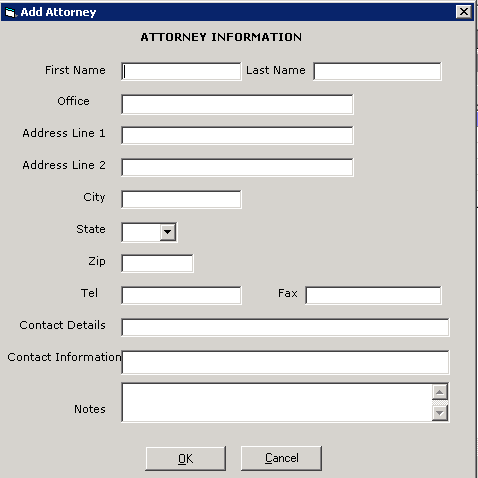 Add Attorney
ATTORNEY INFORMATION
First Name Last Name
Office
Address Line 1
Address Line 2
City
State
Zip
Tel Fax
Contact Details
Contact Information
Notes
OK Cancel